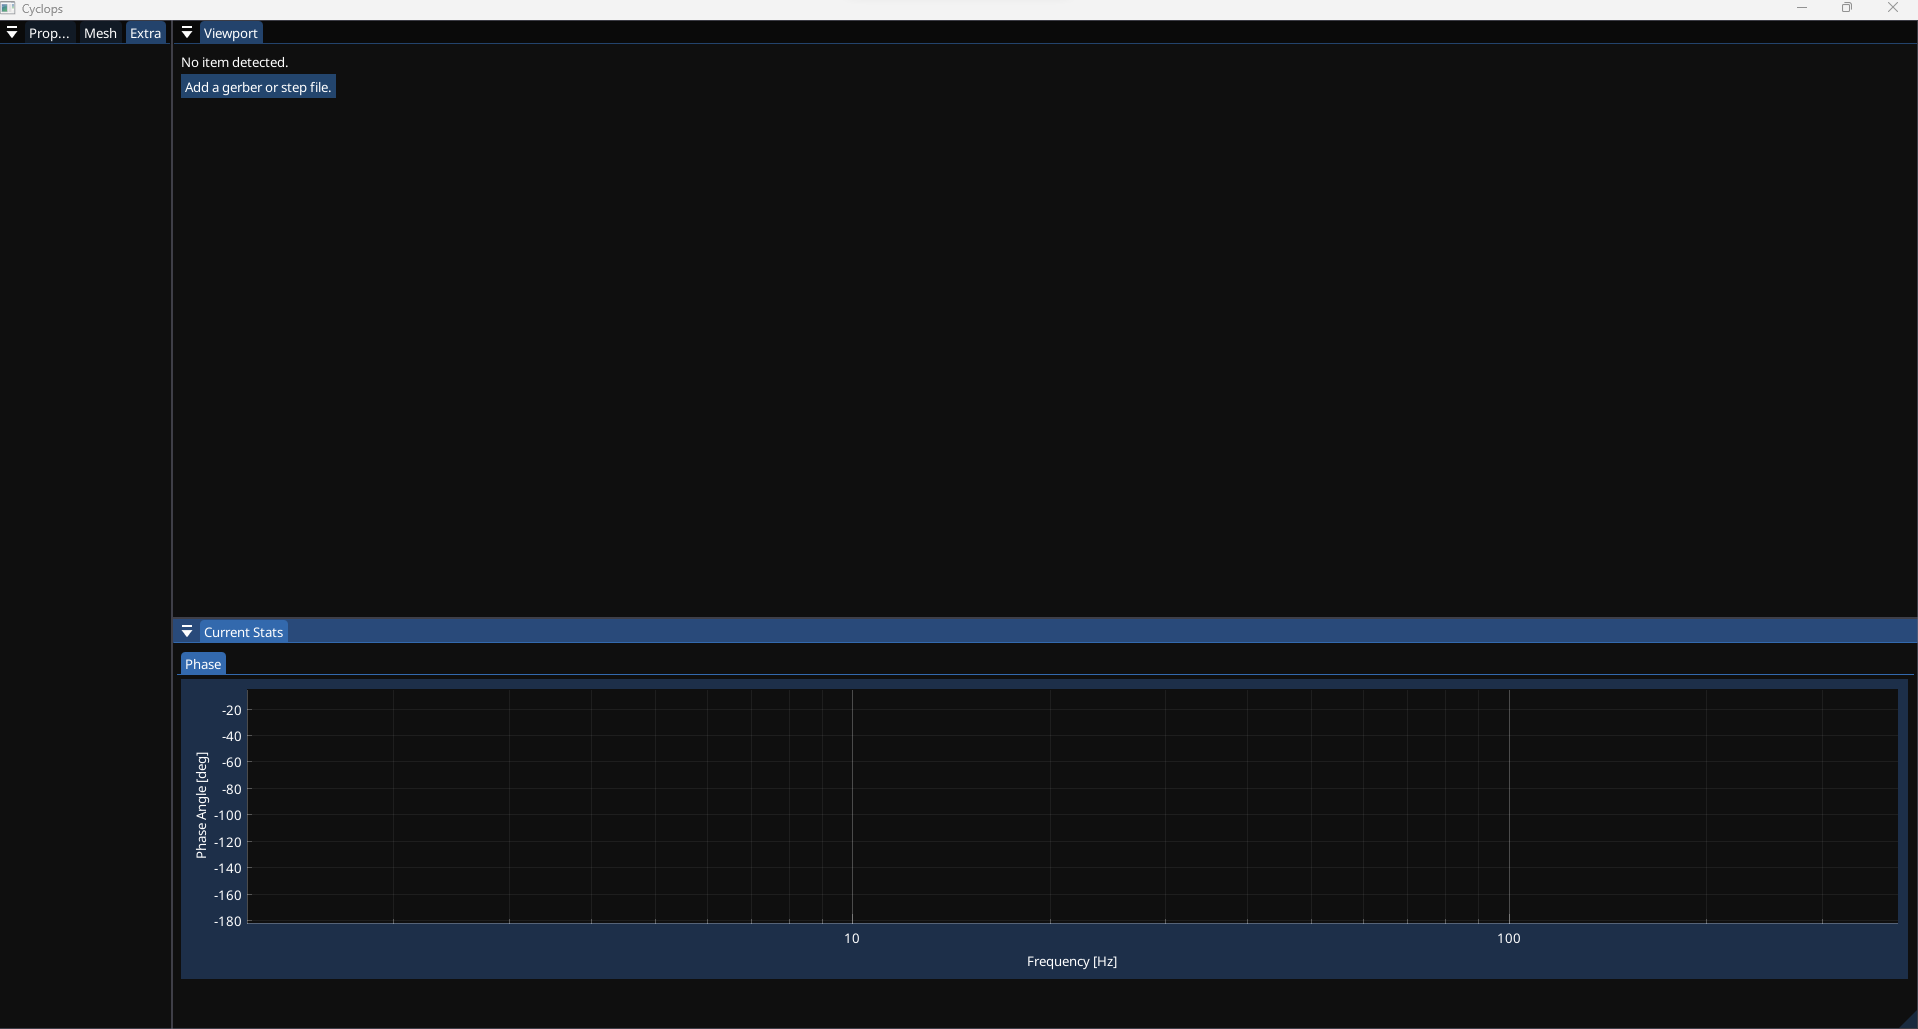 Cyclops
Prop... Mesh Extra
Viewport
No item detected.
Add a gerber or step file.
Current Stats
Phase
Phase Angle [deg]
-20
-40
-60
-80
-100
-120
-140
-160
-180
10 100
Frequency [Hz]